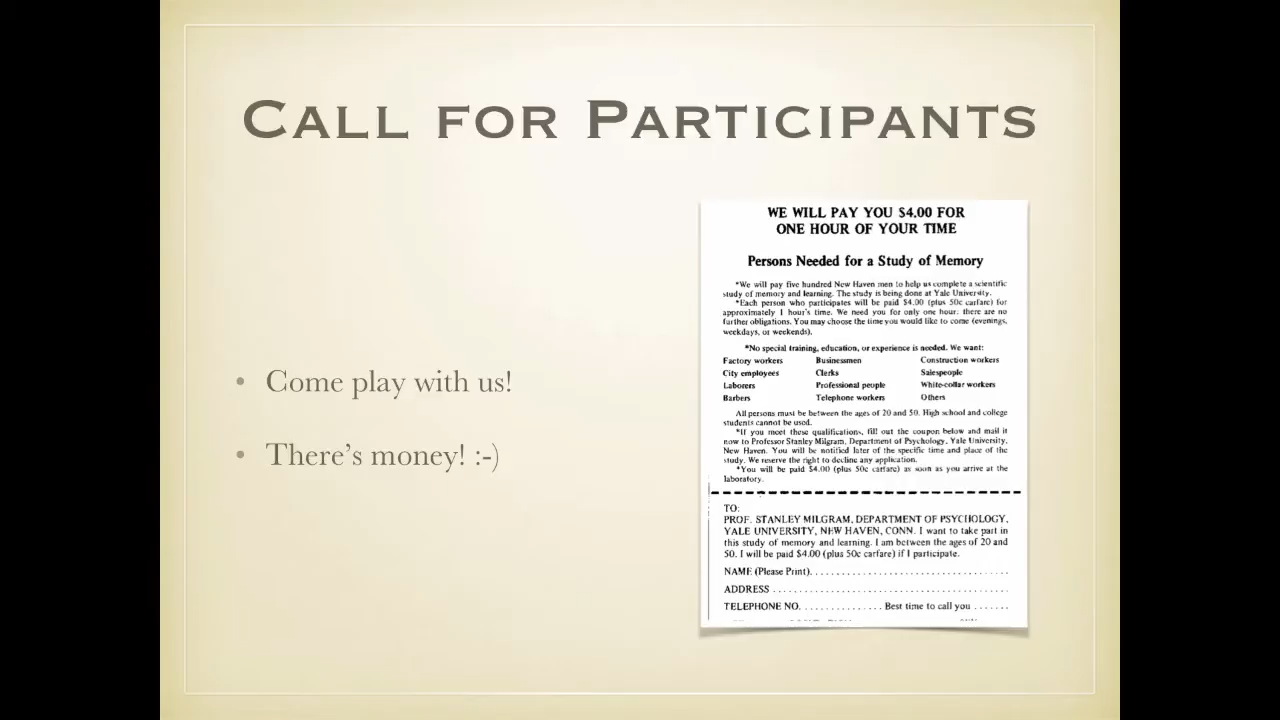 CALL FOR PARTICIPANTS
• Come play with us!
• There's money! :-)
WE WILL PAY YOU $4.00 FOR
ONE HOUR OF YOUR TIME
Persons Needed for a Study of Memory
*We will pay five hundred New Haven men to help us complete a scientific
study of memory and learning. The study is being done at Yale University.
*Each person who participates will be paid $4.00 (plus 50c carfare) for
approximately 1 hour's time. We need you for only one hour: there are no
further obligations. You may choose the time you would like to come (evenings,
weekdays, or weekends).
*No special training, education, or experience is needed. We want:
Factory workers Businessmen Construction workers
City employees Clerks Salespeople
Laborers Professional people White-collar workers
Barbers Telephone workers Others
All persons must be between the ages of 20 and 50. High school and college
students cannot be used.
*If you meet these qualifications, fill out the coupon below and mail it
now to Professor Stanley Milgram, Department of Psychology, Yale University,
New Haven. You will be notified later of the specific time and place of the
study. We reserve the right to decline any application.
*You will be paid $4.00 (plus 50c carfare) as soon as you arrive at the
laboratory.
TO:
PROF. STANLEY MILGRAM, DEPARTMENT OF PSYCHOLOGY,
YALE UNIVERSITY, NEW HAVEN, CONN. I want to take part in
this study of memory and learning. I am between the ages of 20 and
50. I will be paid $4.00 (plus 50c carfare) if I participate.
NAME (Please Print). . . . . . . . . . . . . . . . . . . . . . . . . . . . . . . . . . .
ADDRESS . . . . . . . . . . . . . . . . . . . . . . . . . . . . . . . . . . . . . . . . .
TELEPHONE NO. . . . . . . . . . . . . . Best time to call you . . . . . . .